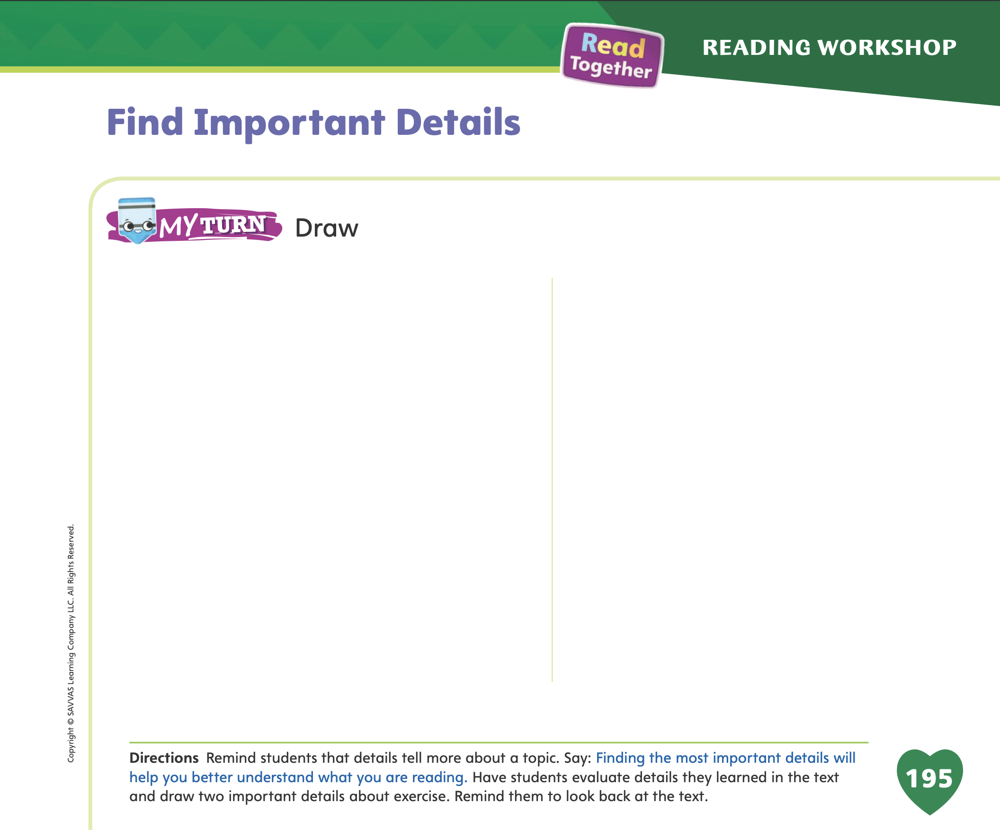 Read
Together
READING WORKSHOP
Find Important Details
MY TURN Draw
Copyright © SAVVAS Learning Company LLC. All Rights Reserved.
Directions Remind students that details tell more about a topic. Say: Finding the most important details will
help you better understand what you are reading. Have students evaluate details they learned in the text
and draw two important details about exercise. Remind them to look back at the text.
195